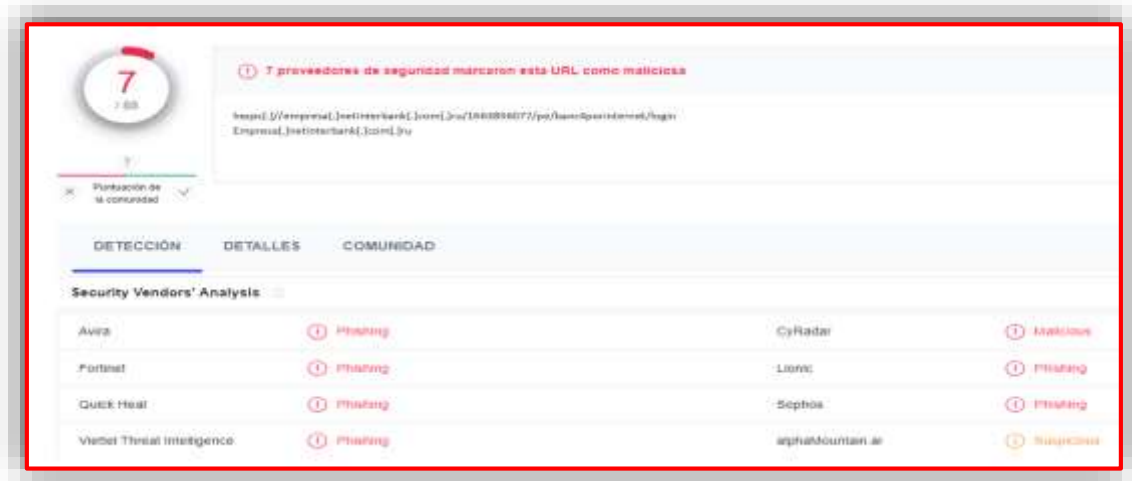 7
/ 88
7 proveedores de seguridad marcaron esta URL como maliciosa
Empresa[.]netinterbank[.]com[.]ru
?
Puntuación de
la comunidad
DETECCIÓN DETALLES COMUNIDAD
Security Vendors' Analysis
Avira Phishing CyRadar Malicious
Fortinet Phishing Lionic Phishing
Quick Heal Phishing Sophos Phishing
Viettel Threat Intelligence Phishing alphaMountain.ai Suspicious